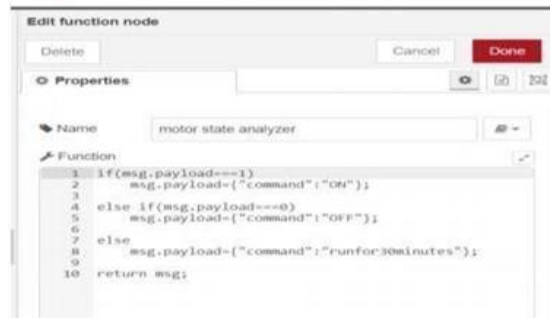 Edit function node
Delete Cancel Done
Properties
Name motor state analyzer
Function
1 if(msg.payload===1)
2 msg.payload={"command":"ON"};
3
4 else if(msg.payload===0)
5 msg.payload={"command":"OFF"};
6
7 else
8 msg.payload={"command":"runfor30minutes"};
9
10 return msg;